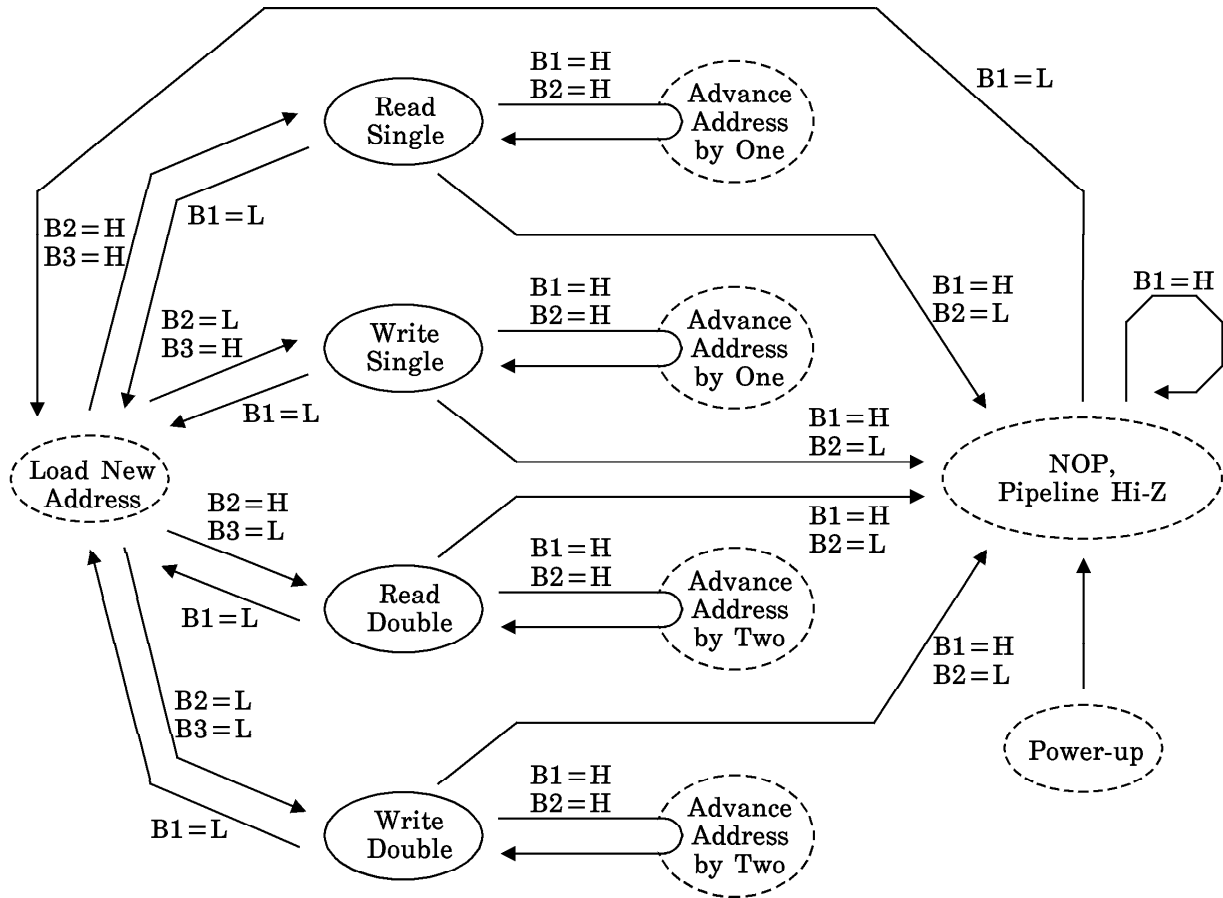 B1=H
B2=H
Advance
Address
by One
B1=L
Read
Single
B2=H
B3=H
B1=L
B1=H
B2=L
B1=H
B1=H
B2=H
Advance
Address
by One
B2=L
B3=H
Write
Single
B1=L
B1=H
B2=L
Load New
Address
NOP,
Pipeline Hi-Z
B2=H
B3=L
B1=H
B2=L
B1=H
B2=H
Advance
Address
by Two
Read
Double
B1=L
B1=H
B2=L
B2=L
B3=L
Power-up
B1=H
B2=H
Advance
Address
by Two
Write
Double
B1=L